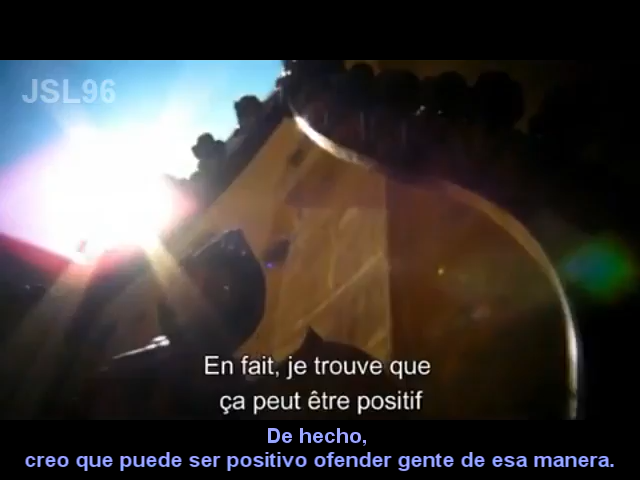 JSL96
En fait, je trouve que
ça peut être positif
De hecho,
creo que puede ser positivo ofender gente de esa manera.